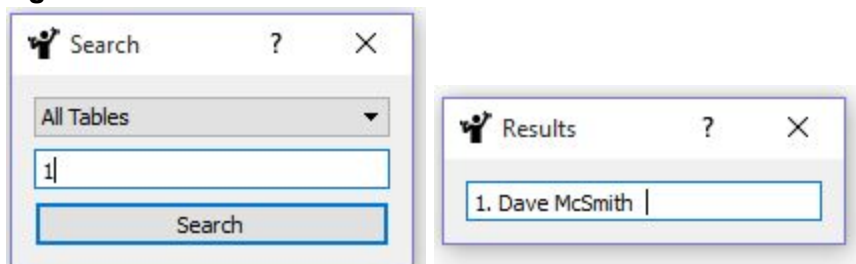 Search ?
All Tables
1
Search
Results ?
1. Dave McSmith